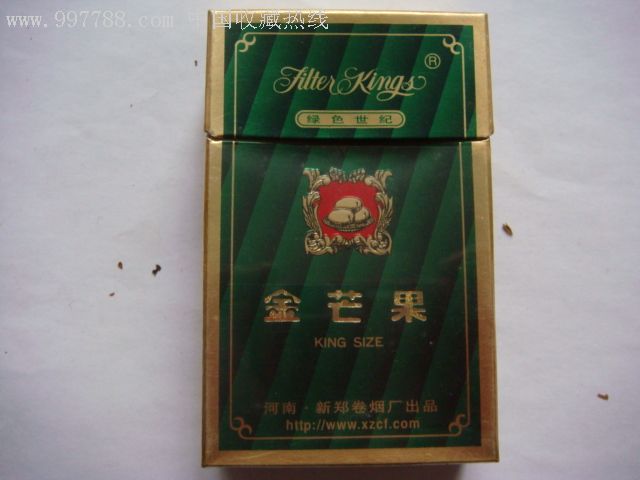 www.997788.com 中国收藏热线
Filter Kings ®
绿色世纪
金芒果
KING SIZE
河南·新郑卷烟厂出品
http://www.xzcf.com